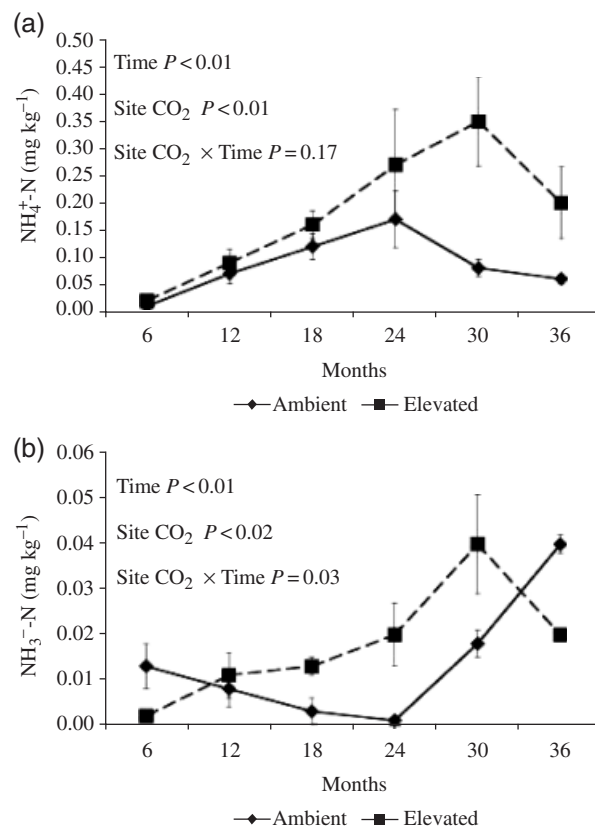 (a)
NH₄⁺-N (mg kg⁻¹)
0.50
0.45
0.40
0.35
0.30
0.25
0.20
0.15
0.10
0.05
0.00
Time P < 0.01
Site CO₂ P < 0.01
Site CO₂ × Time P = 0.17
6 12 18 24 30 36
Months
Ambient Elevated
(b)
NH₃⁻-N (mg kg⁻¹)
0.06
0.05
0.04
0.03
0.02
0.01
0.00
Time P < 0.01
Site CO₂ P < 0.02
Site CO₂ × Time P = 0.03
6 12 18 24 30 36
Months
Ambient Elevated